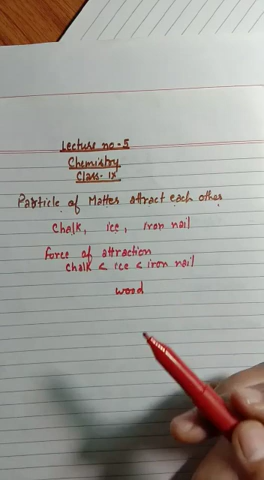 Lecture no-5
Chemistry
Class-IX
Particle of Matter attract each other
Chalk, ice, iron nail
Force of attraction
Chalk < ice < iron nail
wood